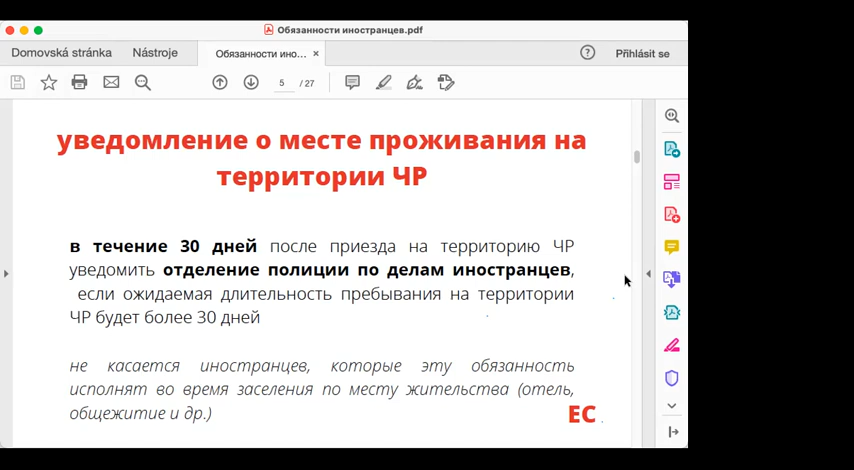 Обязанности иностранцев.pdf
Domovská stránka
Nástroje
Обязанности ино... ×
?
Přihlásit se
5 / 27
уведомление о месте проживания на
территории ЧР
в течение 30 дней после приезда на территорию ЧР
уведомить отделение полиции по делам иностранцев,
если ожидаемая длительность пребывания на территории
ЧР будет более 30 дней
не касается иностранцев, которые эту обязанность
исполнят во время заселения по месту жительства (отель,
общежитие и др.)
ЕС